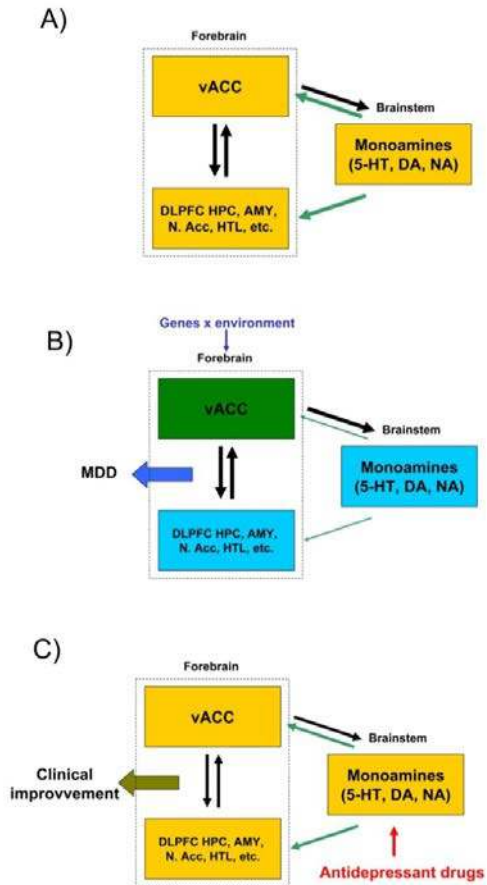 A)
Forebrain
vACC
Brainstem
Monoamines
(5-HT, DA, NA)
DLPFC HPC, AMY,
N. Acc, HTL, etc.
Genes x environment
B)
Forebrain
vACC
Brainstem
MDD
Monoamines
(5-HT, DA, NA)
DLPFC HPC, AMY,
N. Acc, HTL, etc.
C)
Forebrain
vACC
Brainstem
Clinical
improvvement
Monoamines
(5-HT, DA, NA)
DLPFC HPC, AMY,
N. Acc, HTL, etc.
Antidepressant drugs